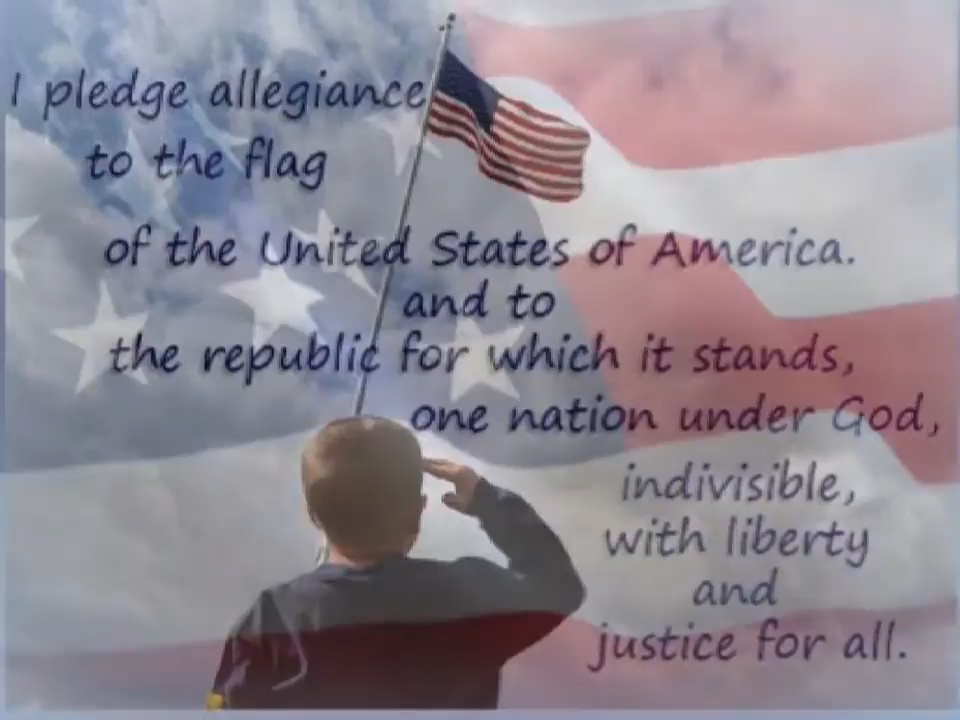 I pledge allegiance
to the flag
of the United States of America.
and to
the republic for which it stands,
one nation under God,
indivisible,
with liberty
and
justice for all.